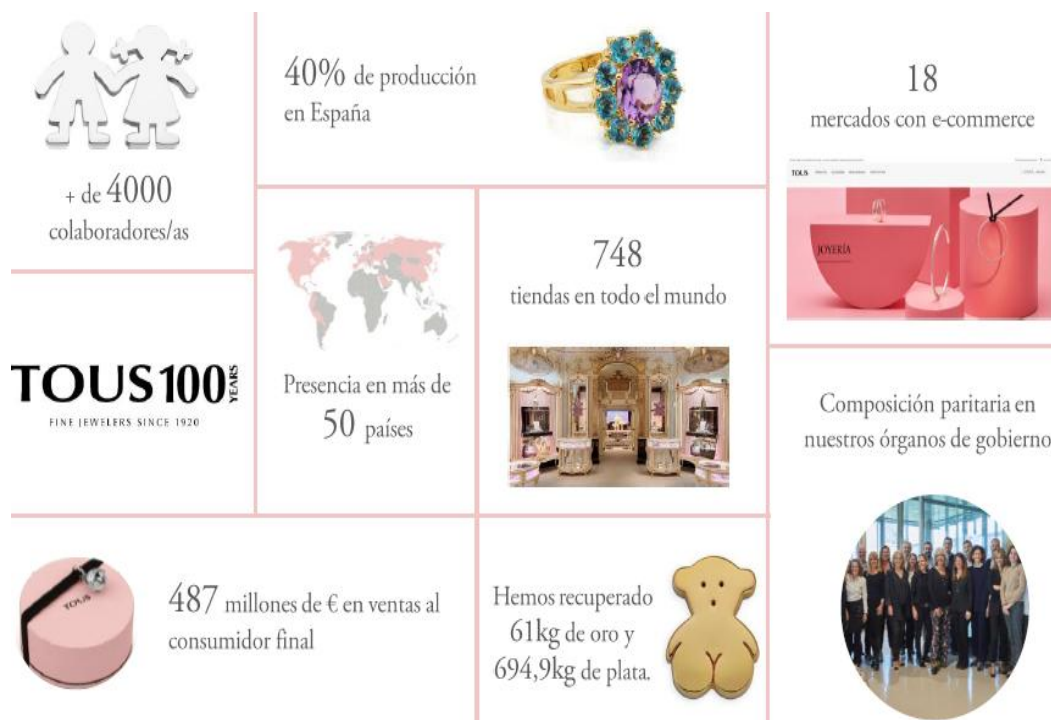 + de 4000
colaboradores/as
40% de producción
en España
18
mercados con e-commerce
TOUS
JOYERÍA
TOUS 100 YEARS
FINE JEWELERS SINCE 1920
Presencia en más de
50 países
748
tiendas en todo el mundo
Composición paritaria en
nuestros órganos de gobierno
TOUS
487 millones de € en ventas al
consumidor final
Hemos recuperado
61kg de oro y
694,9kg de plata.